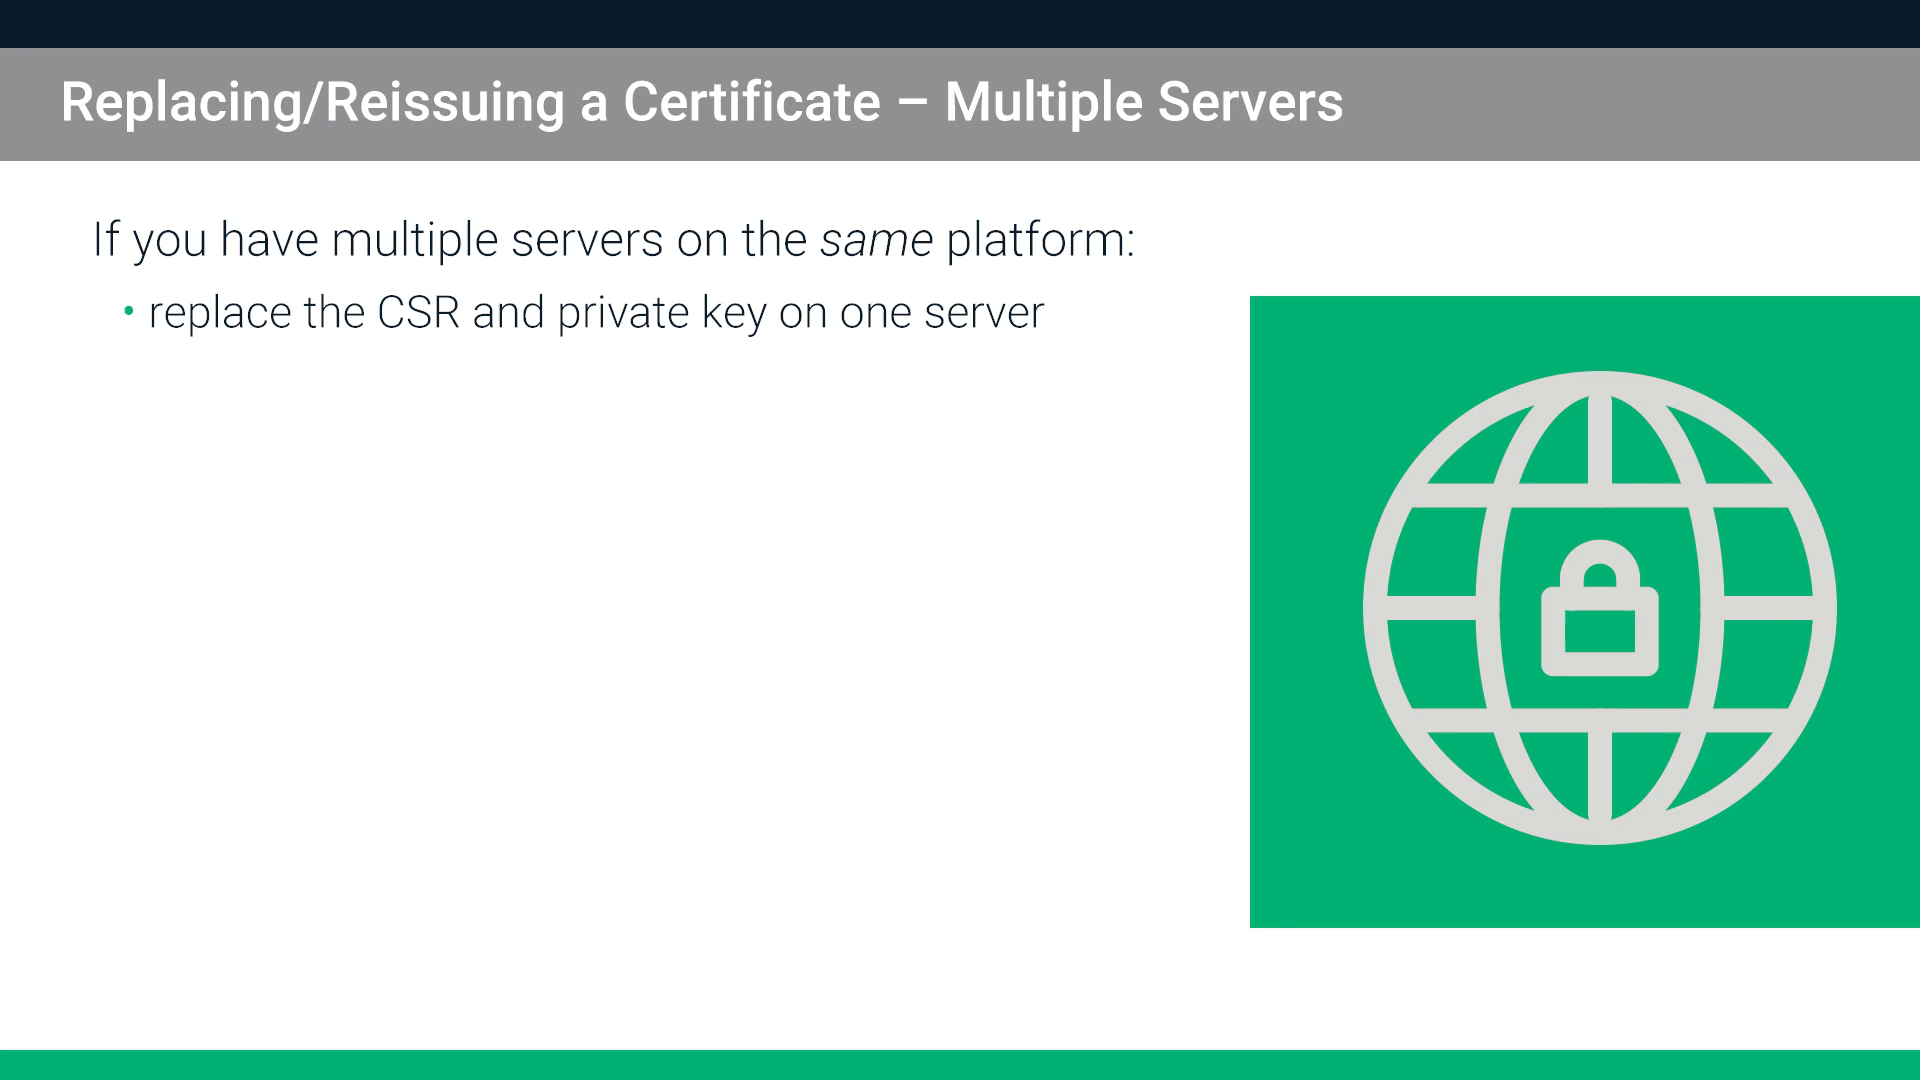 Replacing/Reissuing a Certificate – Multiple Servers
If you have multiple servers on the same platform:
• replace the CSR and private key on one server